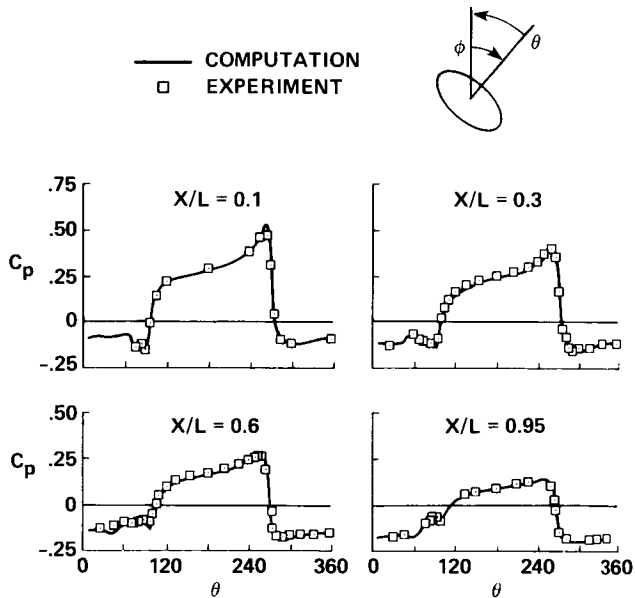 COMPUTATION
EXPERIMENT
ϕ
θ
.75
.50
.25
0
-.25
Cp
X/L = 0.1
X/L = 0.3
.50
.25
0
-.25
Cp
X/L = 0.6
X/L = 0.95
0 120 240 360
θ
0 120 240 360
θ